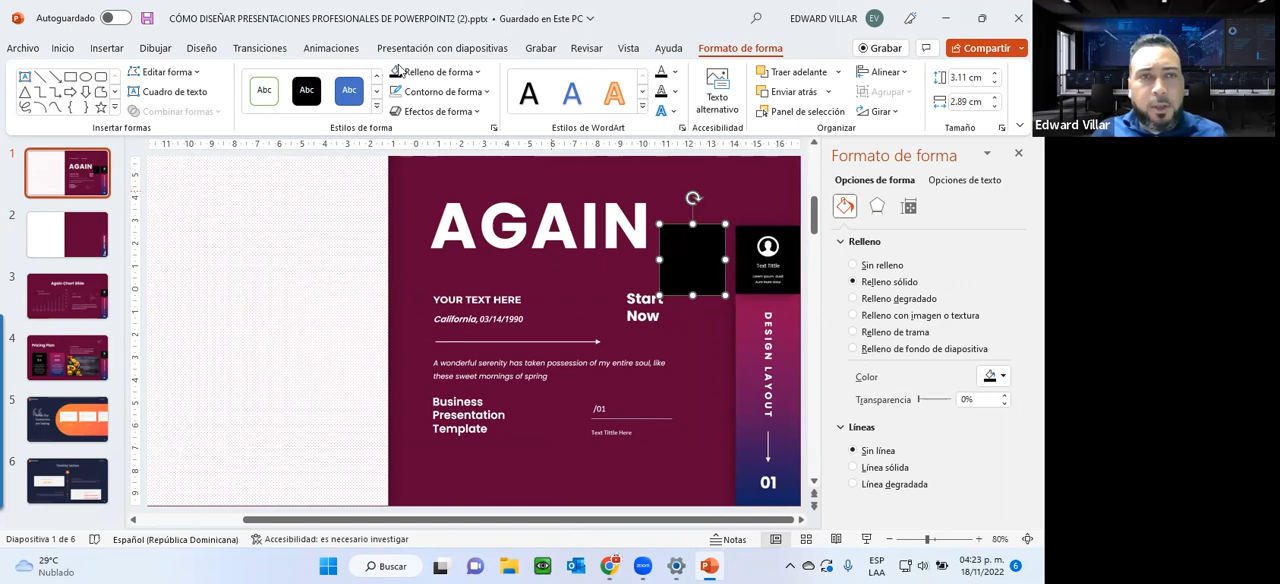 Autoguardado
CÓMO DISEÑAR PRESENTACIONES PROFESIONALES DE POWERPOINT2 (2).pptx • Guardado en Este PC
EDWARD VILLAR
EV
Archivo Inicio Insertar Dibujar Diseño Transiciones Animaciones Presentación con diapositivas Grabar Revisar Vista Ayuda Formato de forma
Grabar
Compartir
Editar forma
Cuadro de texto
Combinar formas
Insertar formas
Abc Abc Abc
Relleno de forma
Contorno de forma
Efectos de forma
Estilos de forma
A A A
Estilos de WordArt
Texto
alternativo
Accesibilidad
Traer adelante
Enviar atrás
Panel de selección
Alinear
Agrupar
Girar
Organizar
3.11 cm
2.89 cm
Tamaño
Edward Villar
1
2
3
4
5
6
AGAIN
YOUR TEXT HERE
California, 03/14/1990
Start
Now
A wonderful serenity has taken possession of my entire soul, like
these sweet mornings of spring
Business
Presentation
Template
/01
Text Tittle Here
Text Tittle
DESIGN LAYOUT
01
Formato de forma
Opciones de forma Opciones de texto
Relleno
Sin relleno
Relleno sólido
Relleno degradado
Relleno con imagen o textura
Relleno de trama
Relleno de fondo de diapositiva
Color
Transparencia 0%
Líneas
Sin línea
Línea sólida
Línea degradada
Diapositiva 1 de 6
Español (República Dominicana)
Accesibilidad: es necesario investigar
Notas
80%
29°C
Nublado
Buscar
ESP
LAA
04:23 p. m.
18/11/2022
6